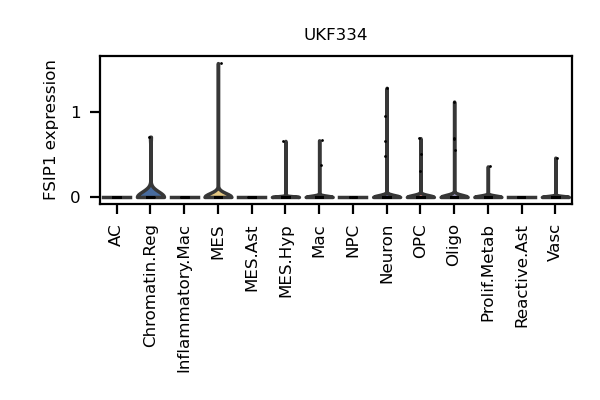 UKF334
FSIP1 expression
1
0
AC
Chromatin.Reg
Inflammatory.Mac
MES
MES.Ast
MES.Hyp
Mac
NPC
Neuron
OPC
Oligo
Prolif.Metab
Reactive.Ast
Vasc